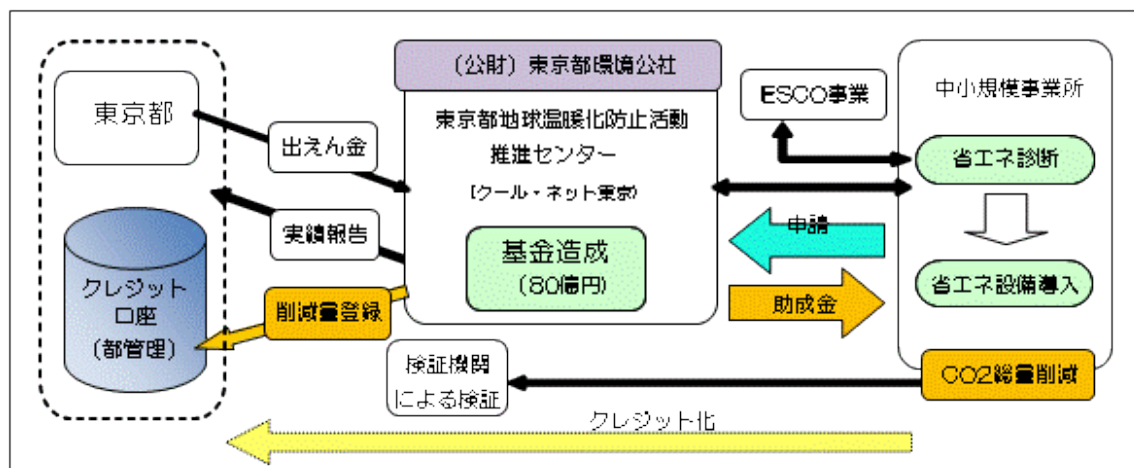 東京都
クレジット
口座
(都管理)
出えん金
実績報告
削減量登録
(公財)東京都環境公社
東京都地球温暖化防止活動
推進センター
(クール・ネット東京)
基金造成
(80億円)
検証機関
による検証
申請
助成金
ESCO事業
中小規模事業所
省エネ診断
省エネ設備導入
CO2総量削減
クレジット化